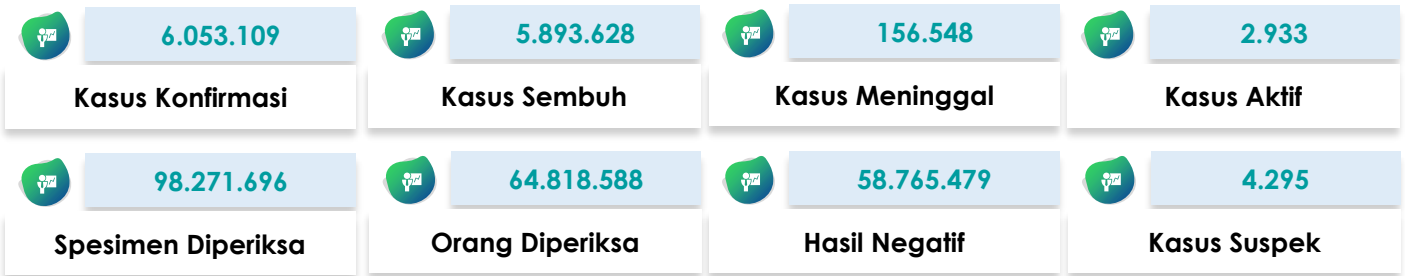 6.053.109
Kasus Konfirmasi
5.893.628
Kasus Sembuh
156.548
Kasus Meninggal
2.933
Kasus Aktif
98.271.696
Spesimen Diperiksa
64.818.588
Orang Diperiksa
58.765.479
Hasil Negatif
4.295
Kasus Suspek